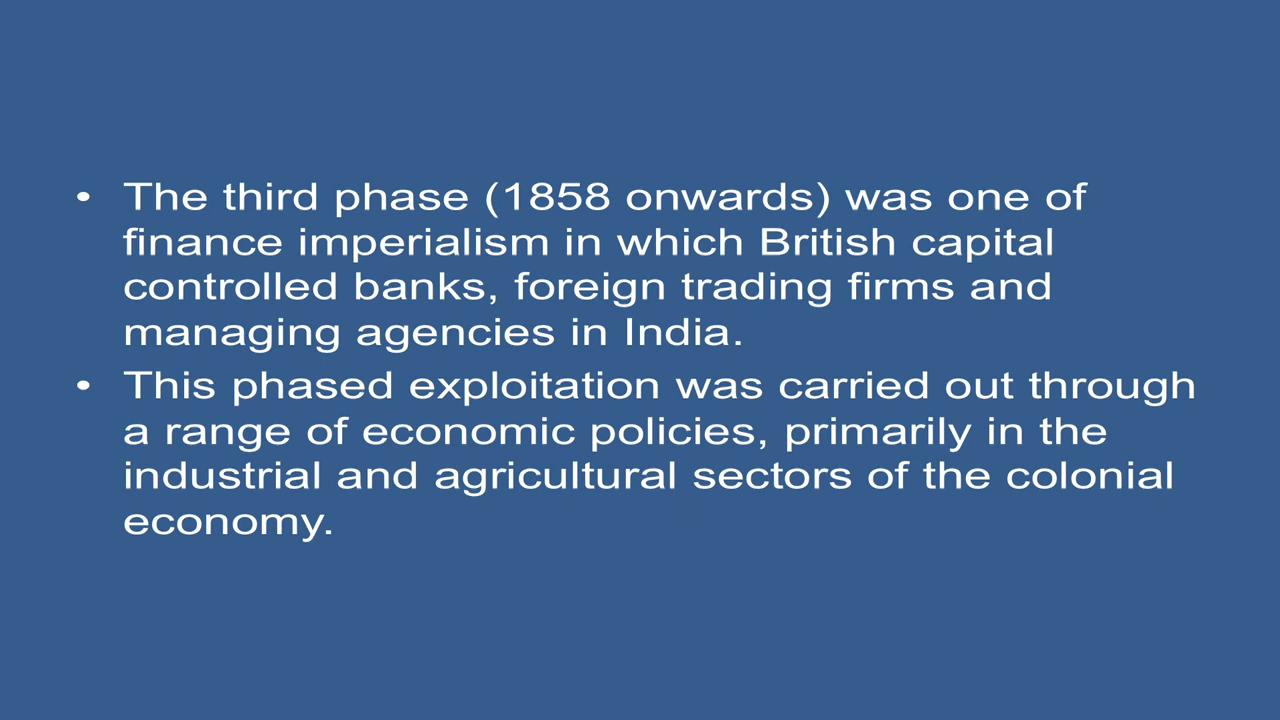 • The third phase (1858 onwards) was one of
finance imperialism in which British capital
controlled banks, foreign trading firms and
managing agencies in India.
• This phased exploitation was carried out through
a range of economic policies, primarily in the
industrial and agricultural sectors of the colonial
economy.